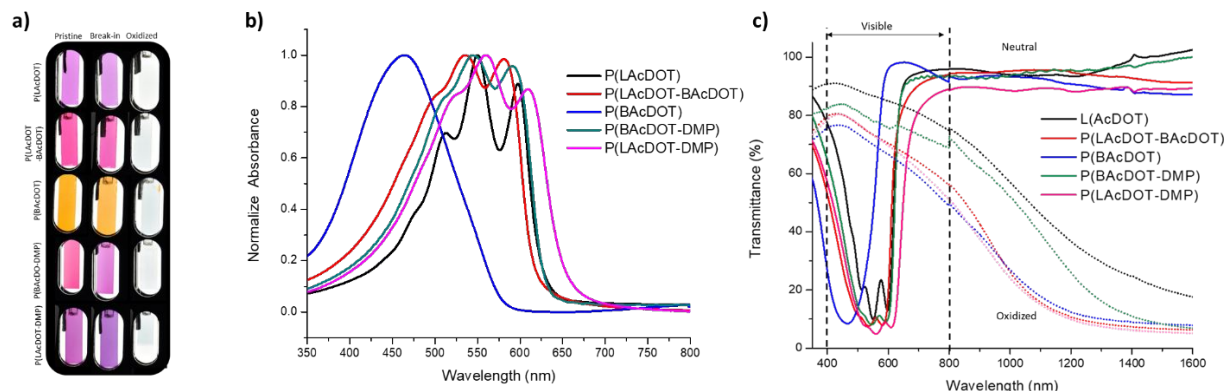 a)
Pristine Break-in Oxidized
P(LAcDOT)
P(LAcDOT
-BAcDOT)
P(BAcDOT)
P(BAcDO-DMP)
P(LAcDOT-DMP)
b)
Normalize Absorbance
1.0
0.8
0.6
0.4
0.2
0.0
350 400 450 500 550 600 650 700 750 800
Wavelength (nm)
P(LAcDOT)
P(LAcDOT-BAcDOT)
P(BAcDOT)
P(BAcDOT-DMP)
P(LAcDOT-DMP)
c)
Visible
Neutral
Transmittance (%)
100
80
60
40
20
0
400 600 800 1000 1200 1400 1600
Wavelength (nm)
L(AcDOT)
P(LAcDOT-BAcDOT)
P(BAcDOT)
P(BAcDOT-DMP)
P(LAcDOT-DMP)
Oxidized